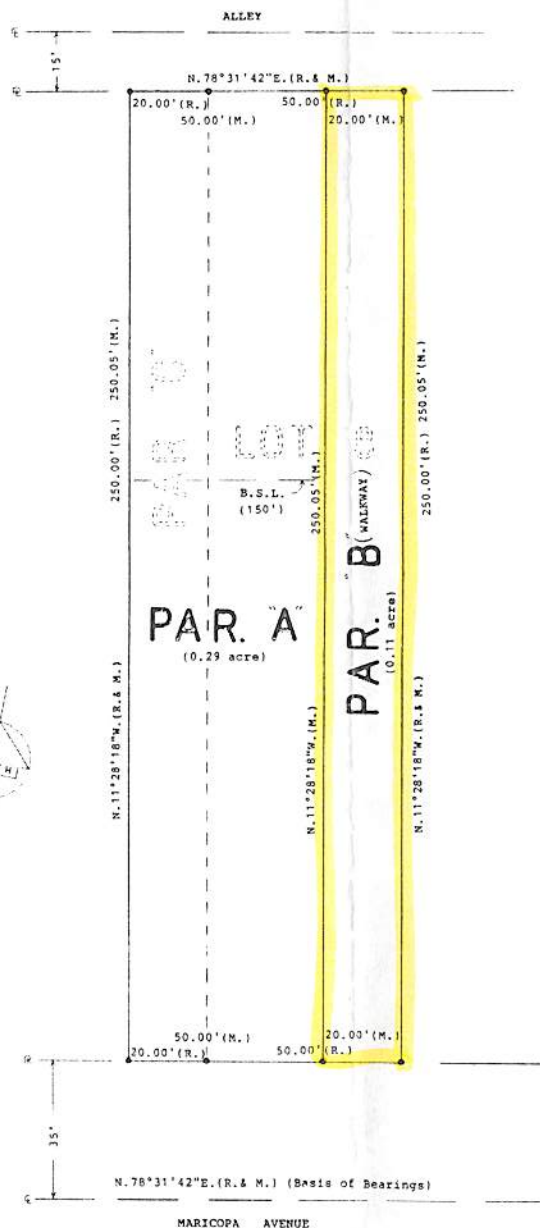 ALLEY
15'
N.78°31'42"E.(R.& M.)
20.00'(R.)
50.00'(R.)
50.00'(M.)
20.00'(M.)
250.00'(R.) 250.05'(M.)
PAR "C"
LOT
250.05'(M.)
250.00'(R.) 250.05'(M.)
B.S.L.
(150')
PAR. "A"
(0.29 acre)
PAR. "B" (WALKWAY)
(0.11 acre)
N.11°28'18"W.(R.& M.)
N.11°28'18"W.(M.)
N.11°28'18"W.(R.& M.)
50.00'(M.)
20.00'(M.)
20.00'(R.)
50.00'(R.)
35'
N.78°31'42"E.(R.& M.) (Basis of Bearings)
MARICOPA AVENUE